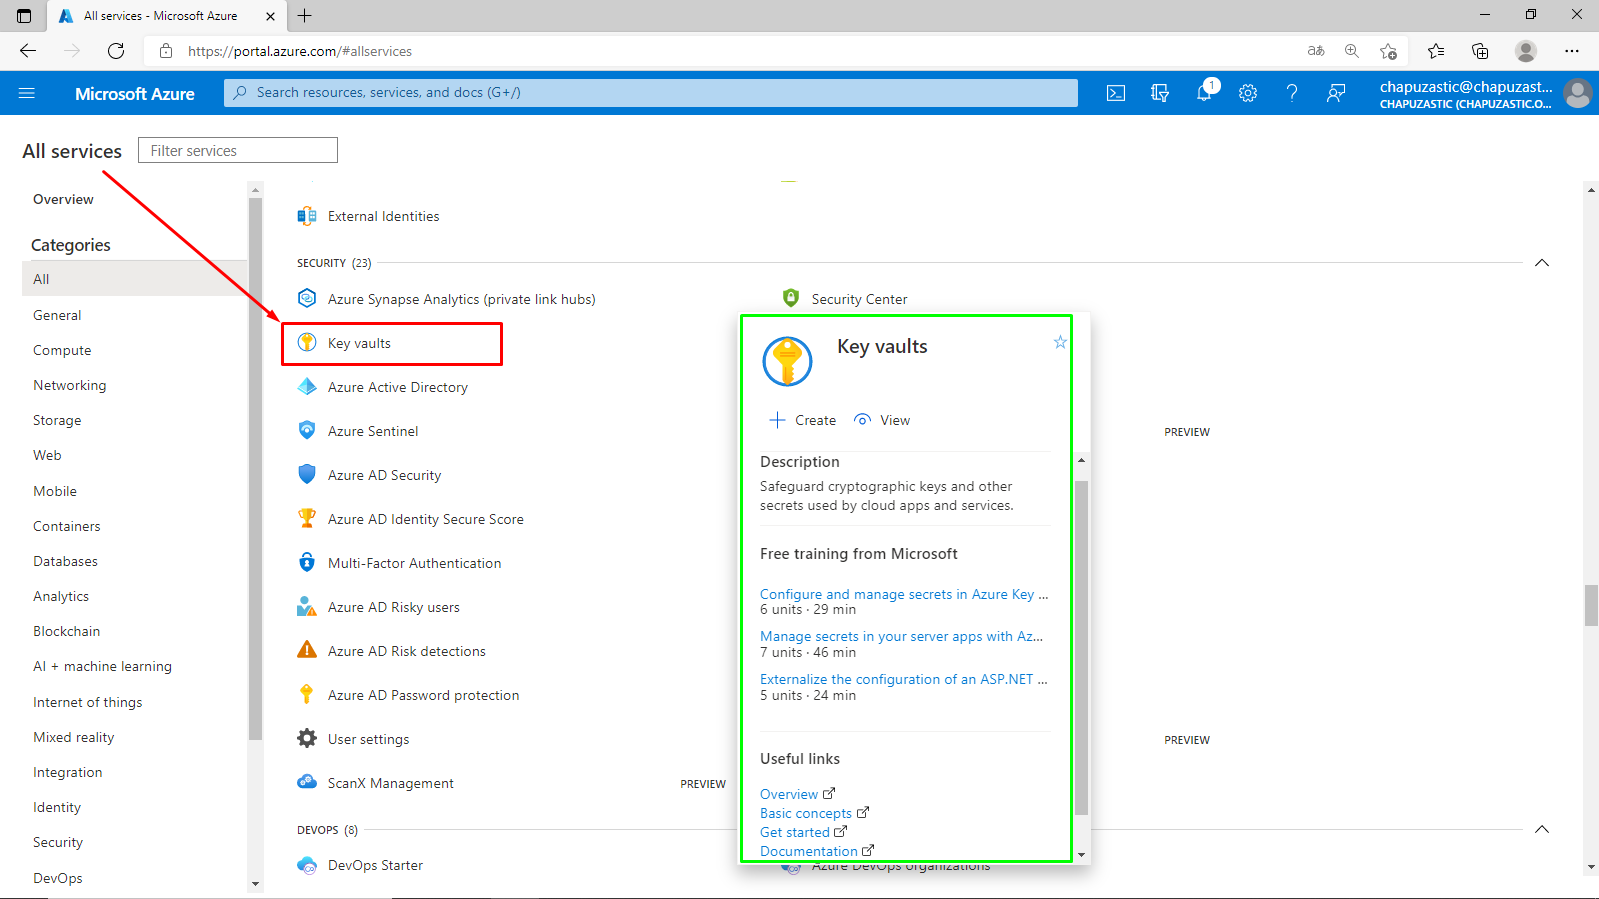 All services - Microsoft Azure
https://portal.azure.com/#allservices
Microsoft Azure
Search resources, services, and docs (G+/)
1
chapuzastic@chapuzast...
CHAPUZASTIC (CHAPUZASTIC.O...
All services
Filter services
Overview
Categories
All
General
Compute
Networking
Storage
Web
Mobile
Containers
Databases
Analytics
Blockchain
AI + machine learning
Internet of things
Mixed reality
Integration
Identity
Security
DevOps
External Identities
SECURITY (23)
Azure Synapse Analytics (private link hubs)
Security Center
Key vaults
Azure Active Directory
Azure Sentinel
PREVIEW
Azure AD Security
Azure AD Identity Secure Score
Multi-Factor Authentication
Azure AD Risky users
Azure AD Risk detections
Azure AD Password protection
User settings
PREVIEW
ScanX Management
PREVIEW
DEVOPS (8)
DevOps Starter
Azure DevOps organizations
Key vaults
Create
View
Description
Safeguard cryptographic keys and other
secrets used by cloud apps and services.
Free training from Microsoft
Configure and manage secrets in Azure Key ...
6 units · 29 min
Manage secrets in your server apps with Az...
7 units · 46 min
Externalize the configuration of an ASP.NET ...
5 units · 24 min
Useful links
Overview
Basic concepts
Get started
Documentation